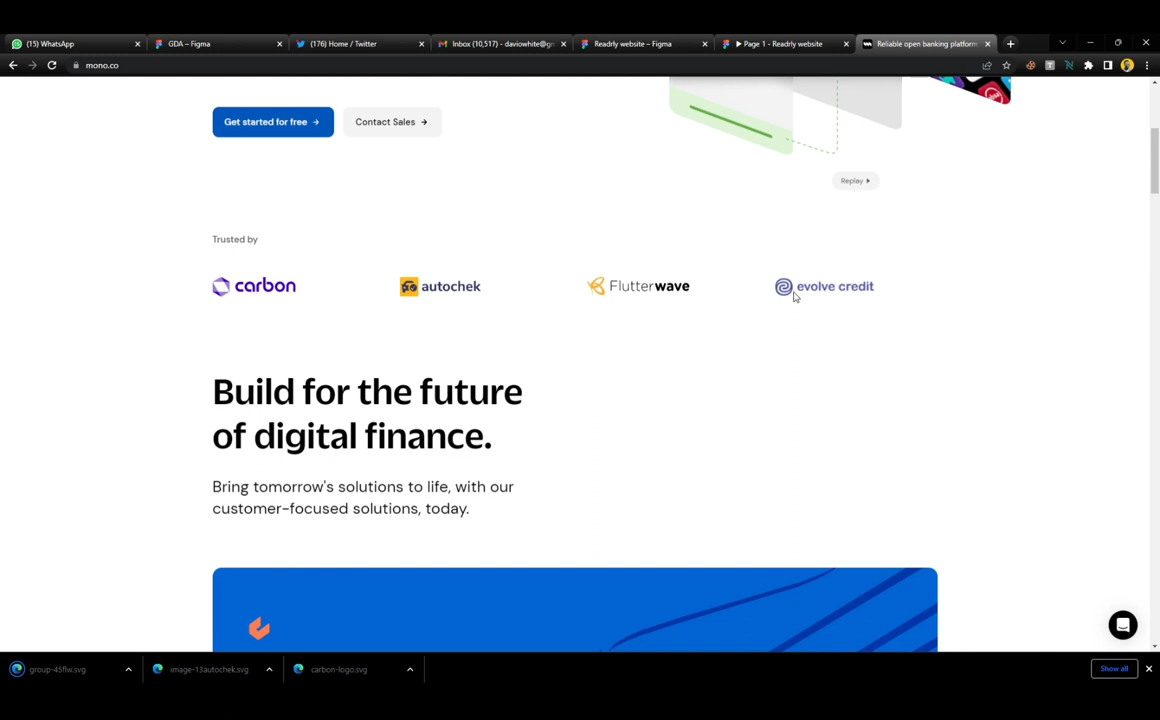 (15) WhatsApp
GDA – Figma
(176) Home / Twitter
Inbox (10,517) - daviowhite@g
Readrly website – Figma
Page 1 - Readrly website
Reliable open banking platform
mono.co
Get started for free →
Contact Sales →
Replay
Trusted by
carbon
autochek
Flutterwave
evolve credit
Build for the future
of digital finance.
Bring tomorrow's solutions to life, with our
customer-focused solutions, today.
group-45flw.svg
image-13autochek.svg
carbon-logo.svg
Show all